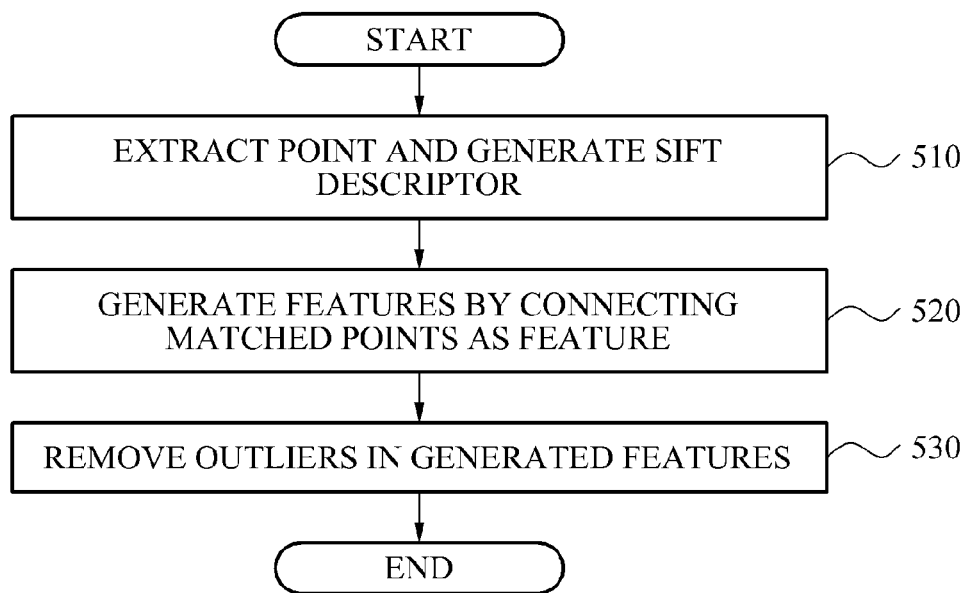 START
EXTRACT POINT AND GENERATE SIFT
DESCRIPTOR
510
GENERATE FEATURES BY CONNECTING
MATCHED POINTS AS FEATURE
520
REMOVE OUTLIERS IN GENERATED FEATURES
530
END